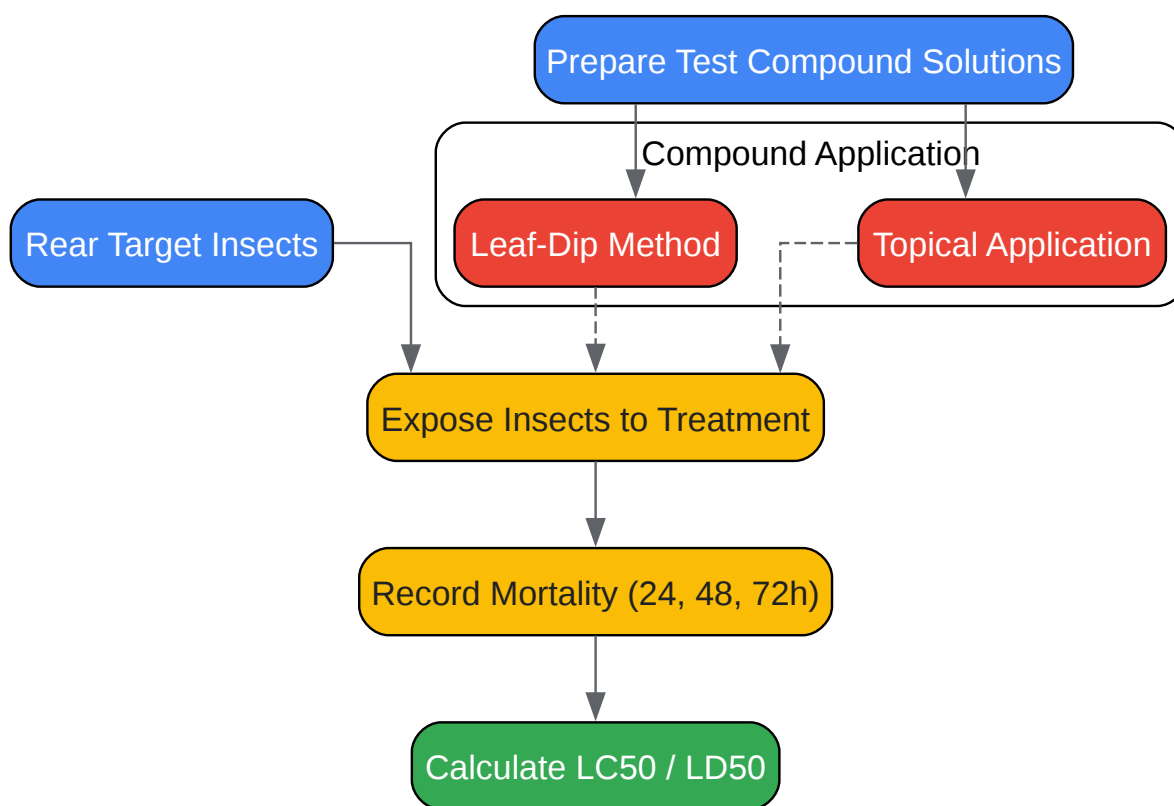 Prepare Test Compound Solutions
Compound Application
Rear Target Insects
Leaf-Dip Method
Topical Application
Expose Insects to Treatment
Record Mortality (24, 48, 72h)
Calculate LC50 / LD50